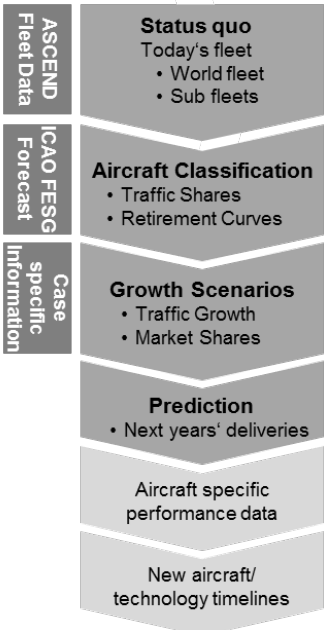 ASCEND
Fleet Data
Status quo
Today‘s fleet
• World fleet
• Sub fleets
ICAO FESG
Forecast
Aircraft Classification
• Traffic Shares
• Retirement Curves
Case
specific
Information
Growth Scenarios
• Traffic Growth
• Market Shares
Prediction
• Next years‘ deliveries
Aircraft specific
performance data
New aircraft/
technology timelines